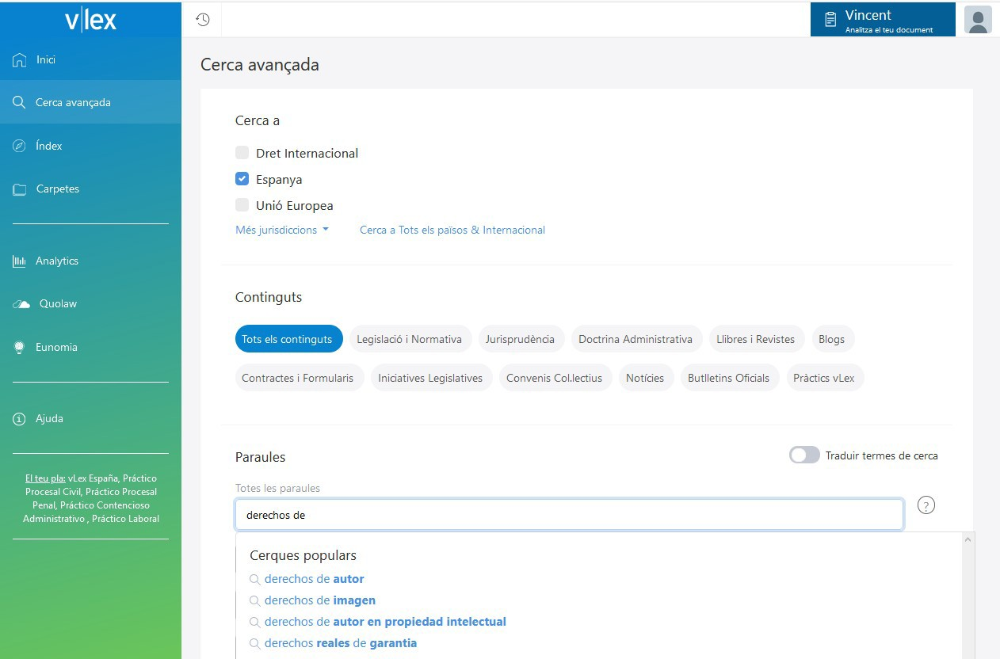 v|lex
Vincent
Analitza el teu document
Inici
Cerca avançada
Índex
Carpetes
Analytics
Quolaw
Eunomia
Ajuda
El teu pla: vLex España, Práctico
Procesal Civil, Práctico Procesal
Penal, Práctico Contencioso
Administrativo , Práctico Laboral
Cerca avançada
Cerca a
Dret Internacional
Espanya
Unió Europea
Més jurisdiccions
Cerca a Tots els països & Internacional
Continguts
Tots els continguts
Legislació i Normativa
Jurisprudència
Doctrina Administrativa
Llibres i Revistes
Blogs
Contractes i Formularis
Iniciatives Legislatives
Convenis Col.lectius
Notícies
Butlletins Oficials
Pràctics vLex
Paraules
Traduir termes de cerca
Totes les paraules
derechos de
?
Cerques populars
derechos de autor
derechos de imagen
derechos de autor en propiedad intelectual
derechos reales de garantia